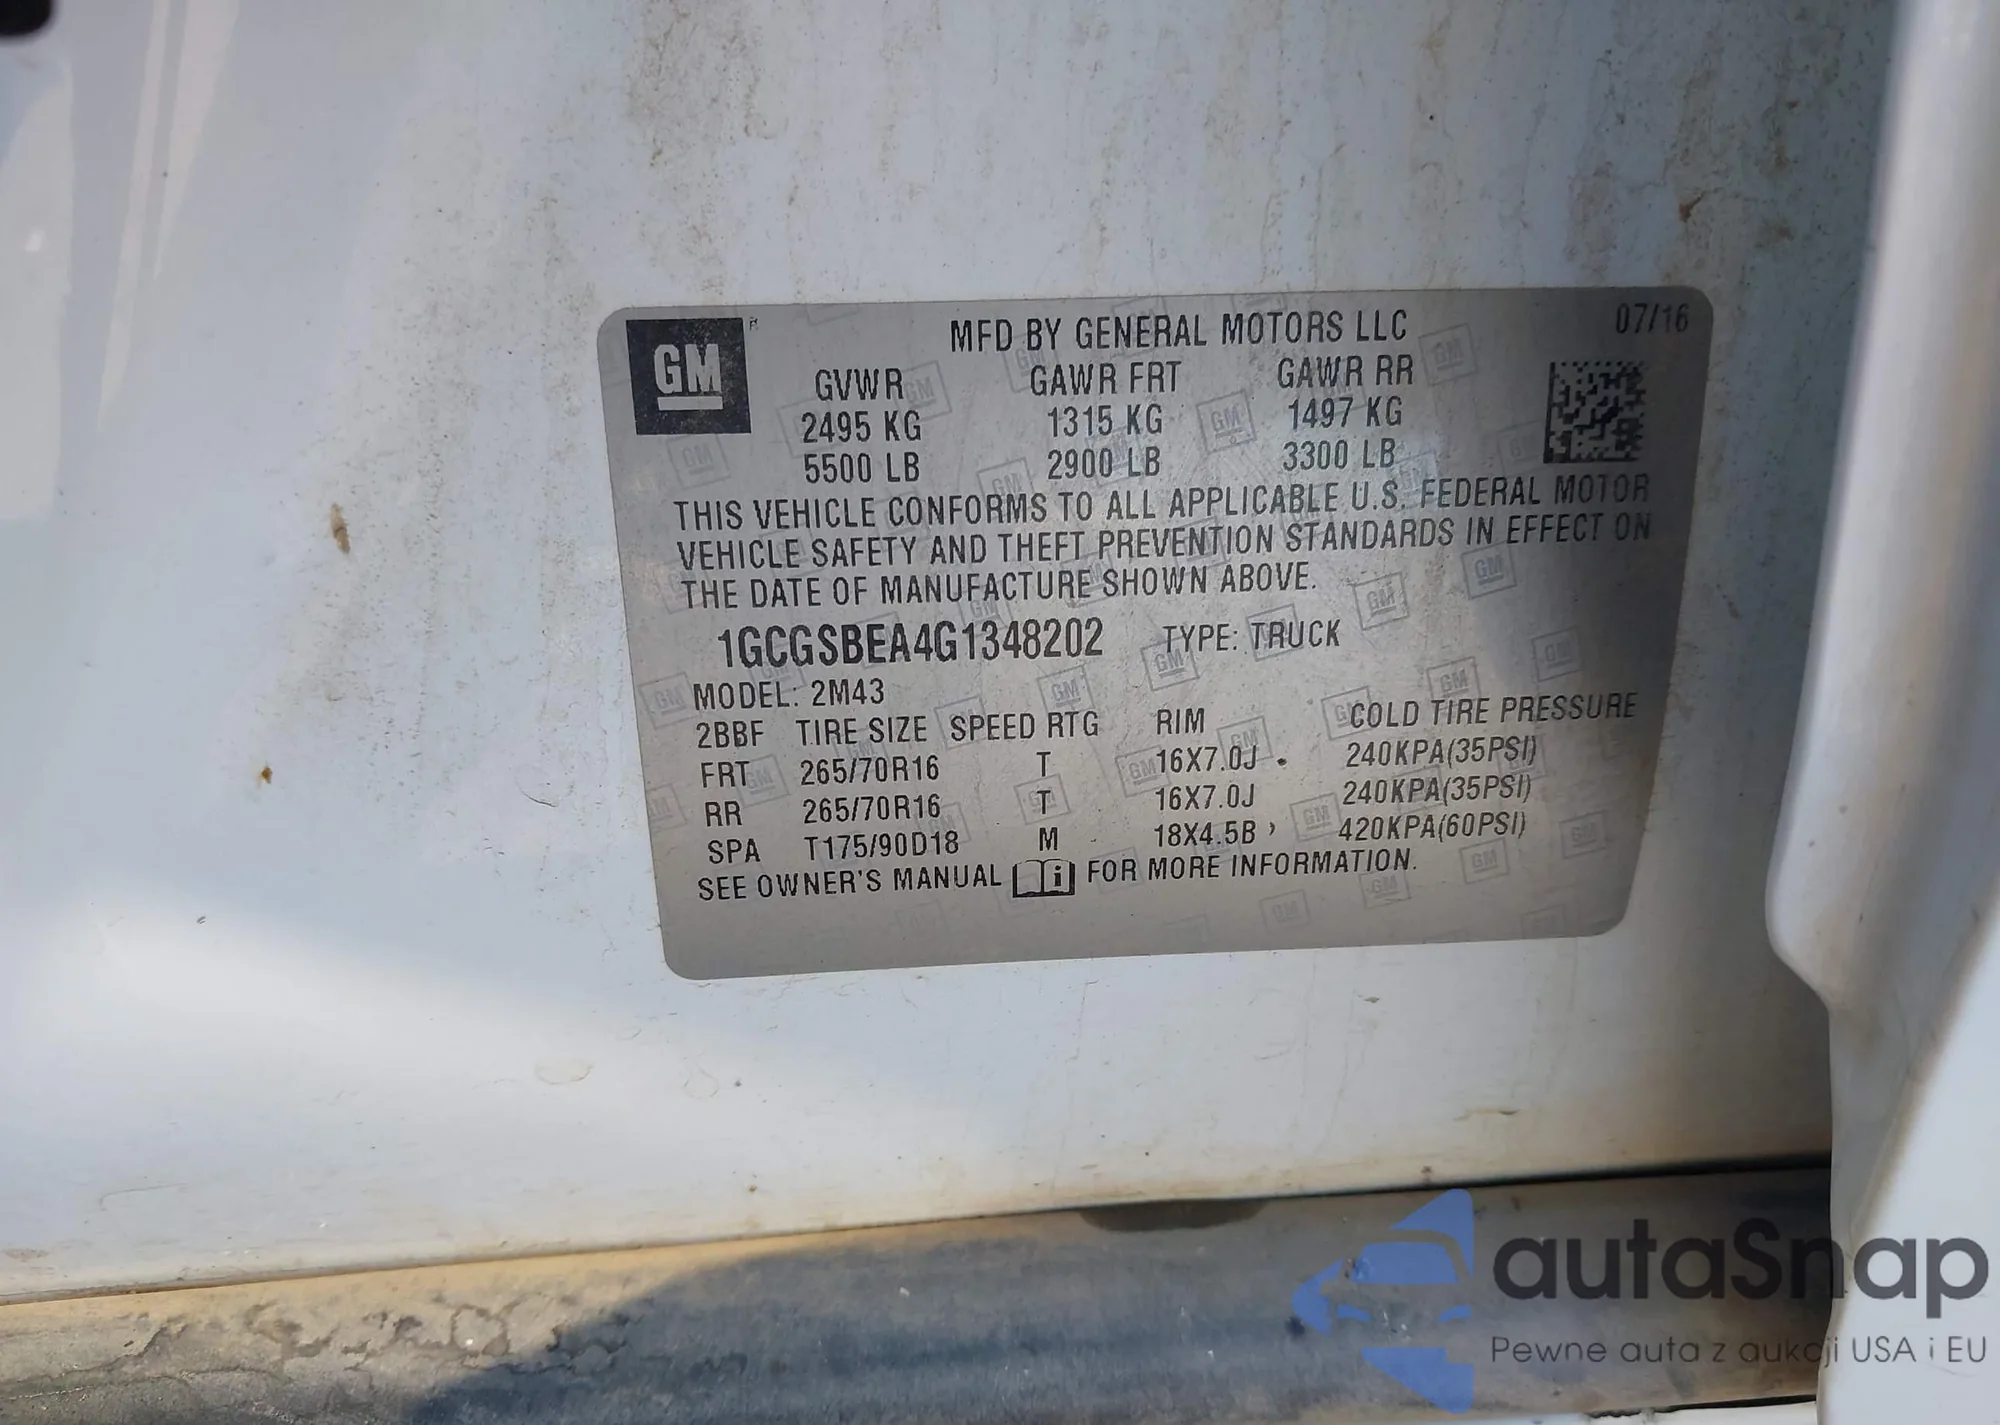 GM
MFD BY GENERAL MOTORS LLC 07/16
GVWR GAWR FRT GAWR RR
2495 KG 1315 KG 1497 KG
5500 LB 2900 LB 3300 LB
THIS VEHICLE CONFORMS TO ALL APPLICABLE U.S. FEDERAL MOTOR
VEHICLE SAFETY AND THEFT PREVENTION STANDARDS IN EFFECT ON
THE DATE OF MANUFACTURE SHOWN ABOVE.
1GCGSBEA4G1348202 TYPE: TRUCK
MODEL: 2M43
2BBF TIRE SIZE SPEED RTG RIM COLD TIRE PRESSURE
FRT 265/70R16 T 16X7.0J 240KPA(35PSI)
RR 265/70R16 T 16X7.0J 240KPA(35PSI)
SPA T175/90D18 M 18X4.5B 420KPA(60PSI)
SEE OWNER'S MANUAL i FOR MORE INFORMATION.
autaSnap
Pewne auta z aukcji USA i EU